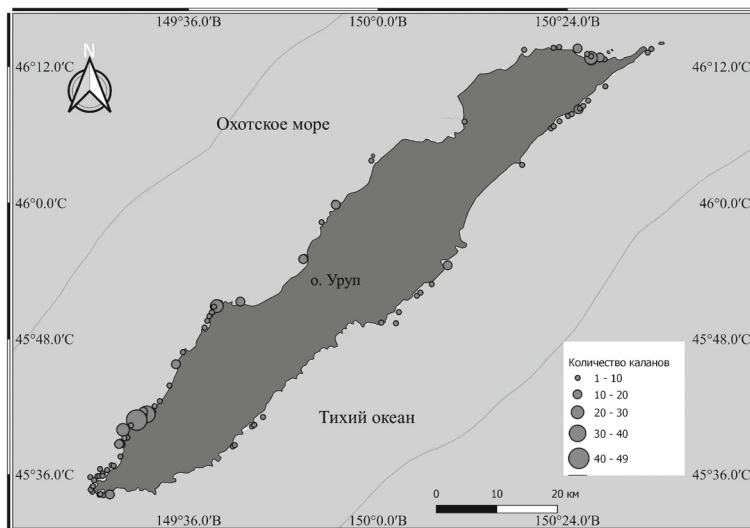 149°36.0'В 150°0.0'В 150°24.0'В
46°12.0'С 46°12.0'С
N
Охотское море
46°0.0'С 46°0.0'С
о. Уруп
45°48.0'С 45°48.0'С
Количество каланов
1 - 10
10 - 20
20 - 30
30 - 40
40 - 49
Тихий океан
45°36.0'С 45°36.0'С
0 10 20 км
149°36.0'В 150°0.0'В 150°24.0'В